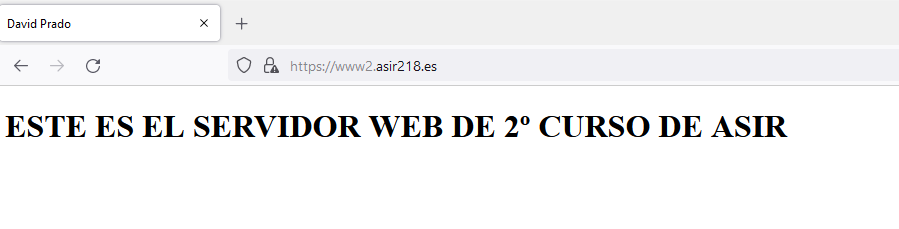 David Prado
https://www2.asir218.es
ESTE ES EL SERVIDOR WEB DE 2º CURSO DE ASIR